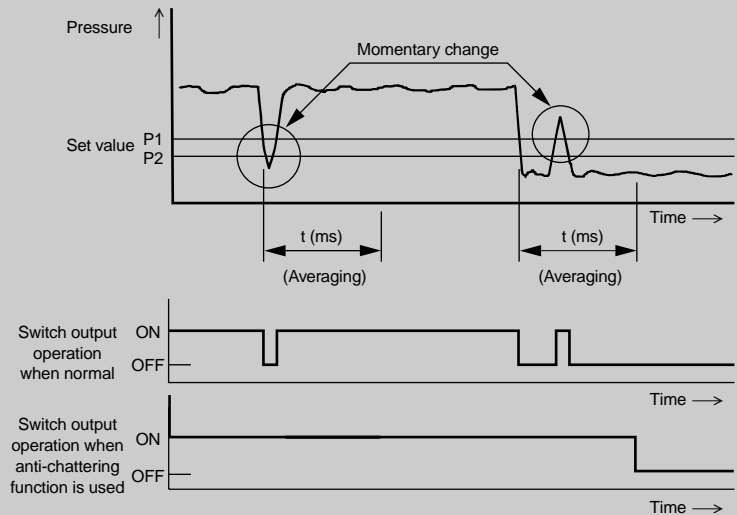 Pressure
Momentary change
Set value
P1
P2
Time
t (ms)
t (ms)
(Averaging)
(Averaging)
Switch output
operation
when normal
ON
OFF
Time
Switch output
operation when
anti-chattering
function is used
ON
OFF
Time